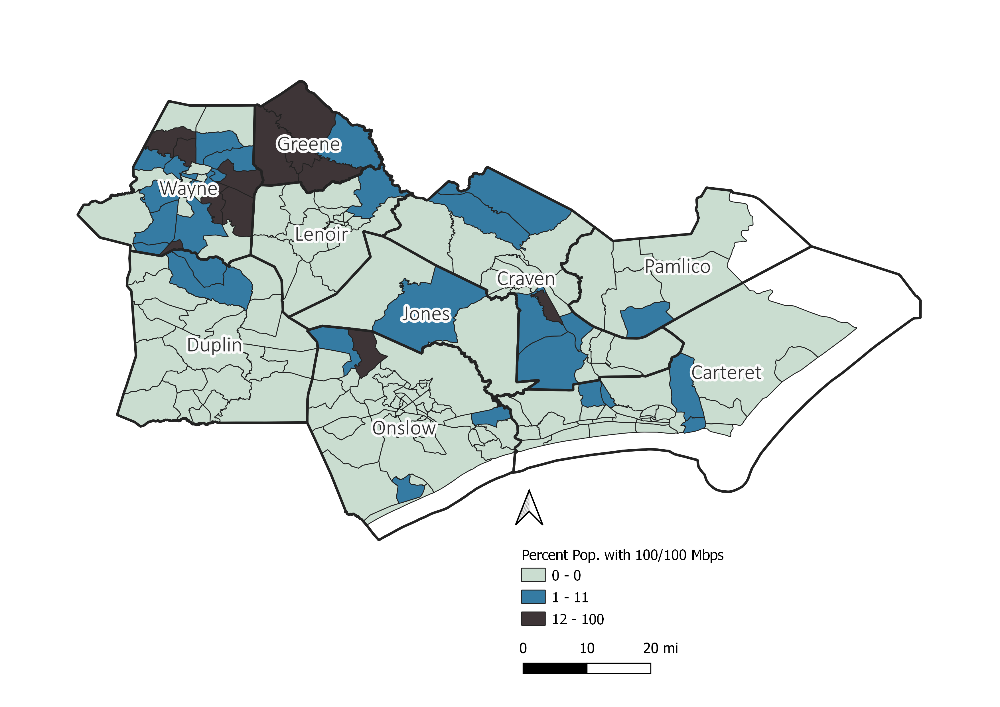 Greene
Wayne
Lenoir
Pamlico
Craven
Jones
Duplin
Carteret
Onslow
Percent Pop. with 100/100 Mbps
0 - 0
1 - 11
12 - 100
0 10 20 mi